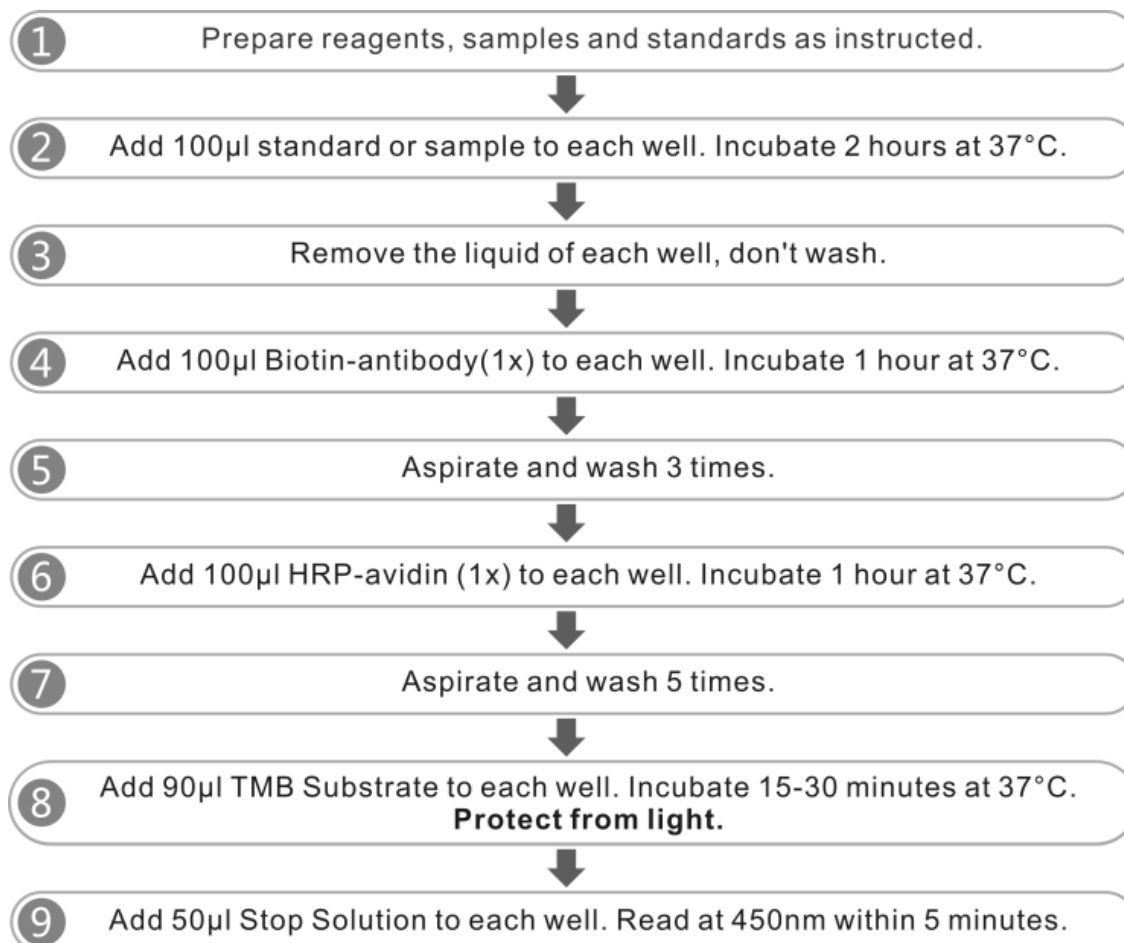 1 Prepare reagents, samples and standards as instructed.
2 Add 100µl standard or sample to each well. Incubate 2 hours at 37°C.
3 Remove the liquid of each well, don't wash.
4 Add 100µl Biotin-antibody(1x) to each well. Incubate 1 hour at 37°C.
5 Aspirate and wash 3 times.
6 Add 100µl HRP-avidin (1x) to each well. Incubate 1 hour at 37°C.
7 Aspirate and wash 5 times.
8 Add 90µl TMB Substrate to each well. Incubate 15-30 minutes at 37°C.
Protect from light.
9 Add 50µl Stop Solution to each well. Read at 450nm within 5 minutes.